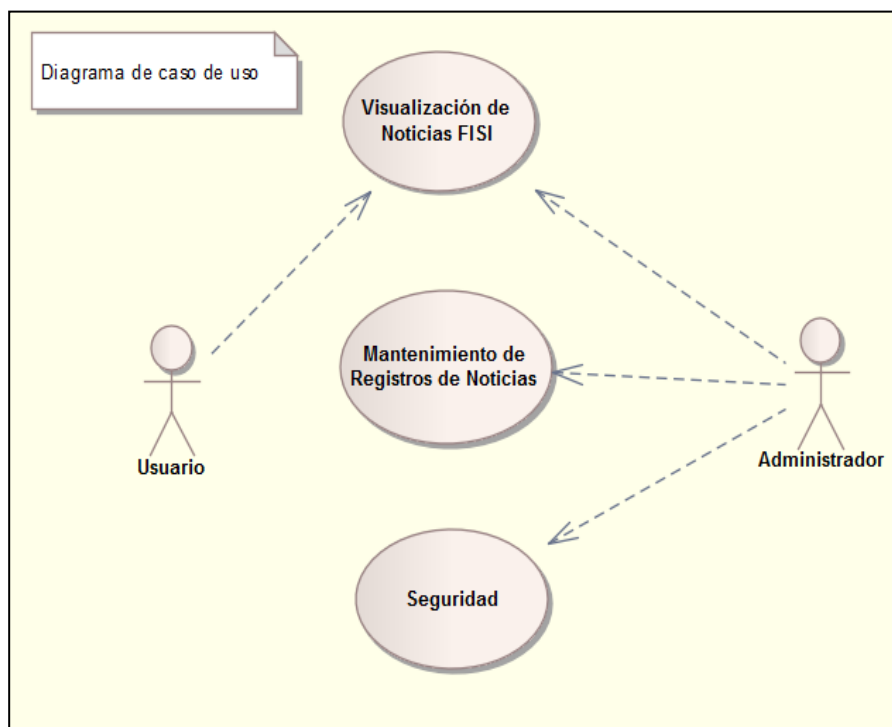 Diagrama de caso de uso
Visualización de
Noticias FISI
Mantenimiento de
Registros de Noticias
Usuario
Administrador
Seguridad